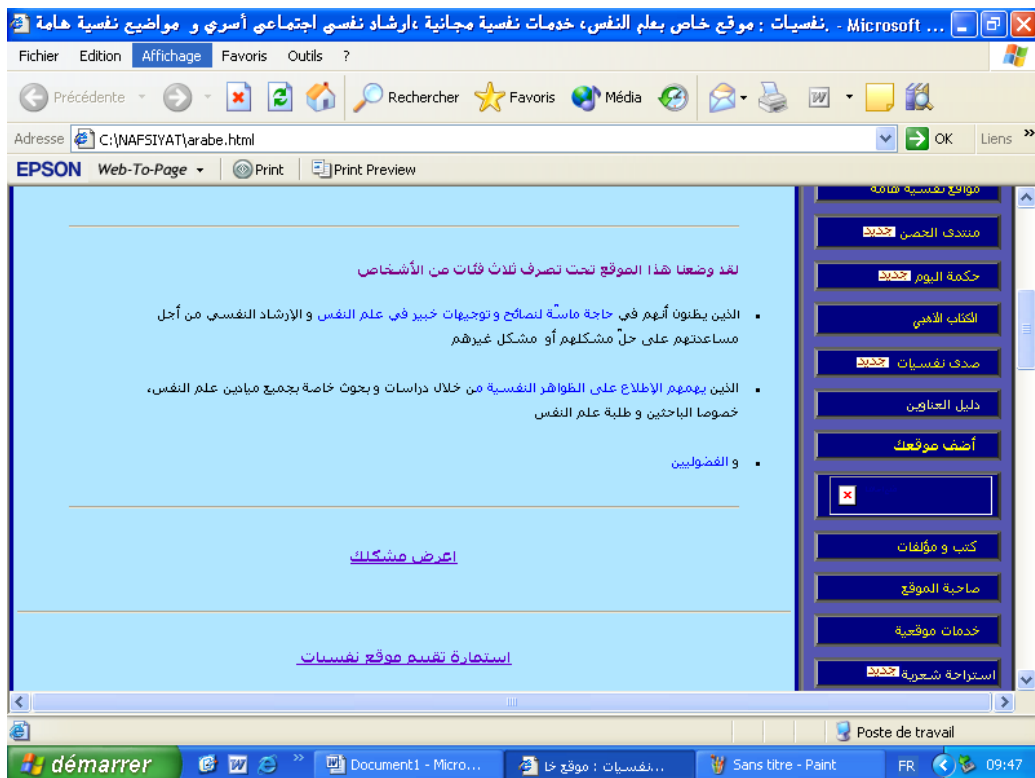 نفسيات : موقع خاص بعلم النفس، خدمات نفسية مجانية ،ارشاد نفسي اجتماعي أسري و مواضيع نفسية هامة. - Microsoft ...
Fichier Edition Affichage Favoris Outils ?
Précédente Rechercher Favoris Média
Adresse C:\NAFSIYAT\arabe.html OK Liens »
EPSON Web-To-Page Print Print Preview
مواقع نفسية هامة
منتدى الحصن جديد
حكمة اليوم جديد
الكتاب الذهبي
صدى نفسيات جديد
دليل العناوين
أضف موقعك
كتب و مؤلفات
صاحبة الموقع
خدمات موقعية
استراحة شعرية جديد
لقد وضعنا هذا الموقع تحت تصرف ثلاث فئات من الأشخاص
الذين يظنون أنهم في حاجة ماسّة لنصائح و توجيهات خبير في علم النفس و الإرشاد النفسي من أجل
مساعدتهم على حلّ مشكلهم أو مشكل غيرهم
الذين يهمهم الإطلاع على الظواهر النفسية من خلال دراسات و بحوث خاصة بجميع ميادين علم النفس،
خصوصا الباحثين و طلبة علم النفس
و الفضوليين
اعرض مشكلك
استمارة تقييم موقع نفسيات
Poste de travail
démarrer » Document1 - Micro... نفسيات : موقع خا... Sans titre - Paint FR 09:47